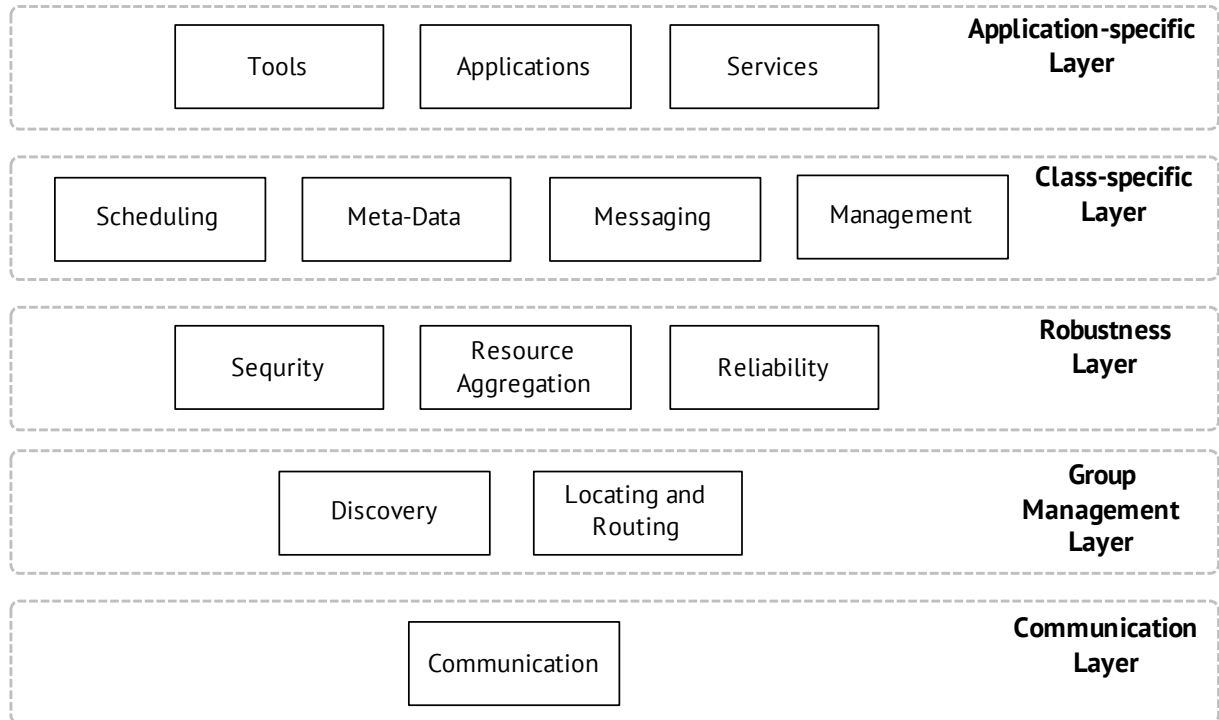 Application-specific
Layer
Tools
Applications
Services
Class-specific
Layer
Scheduling
Meta-Data
Messaging
Management
Robustness
Layer
Sequrity
Resource
Aggregation
Reliability
Group
Management
Layer
Discovery
Locating and
Routing
Communication
Layer
Communication